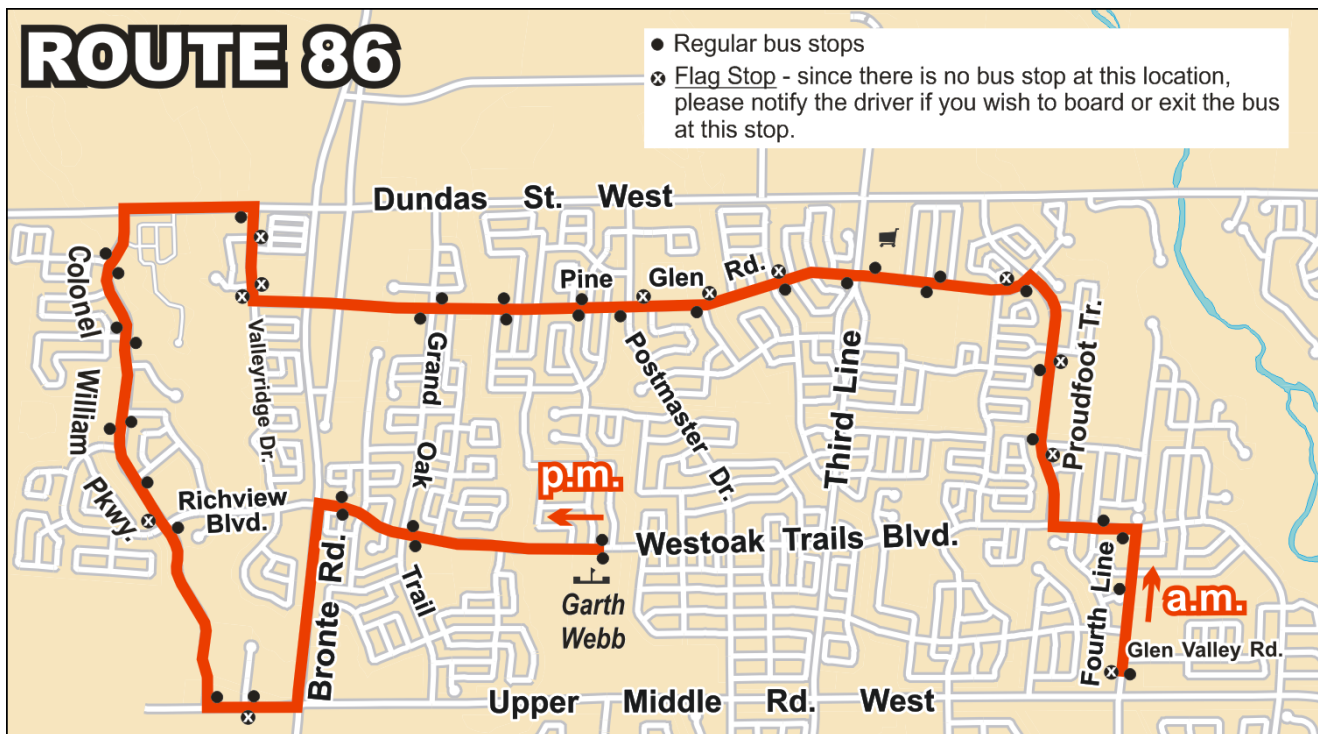 ROUTE 86
Regular bus stops
Flag Stop - since there is no bus stop at this location,
please notify the driver if you wish to board or exit the bus
at this stop.
Dundas St. West
Colonel William Pkwy.
Valleyridge Dr.
Pine Glen Rd.
Grand Oak Trail
Postmaster Dr.
Third Line
Proudfoot Tr.
Richview
Blvd.
p.m.
Westoak Trails Blvd.
Bronte Rd.
Garth
Webb
Fourth Line
a.m.
Glen Valley Rd.
Upper Middle Rd. West